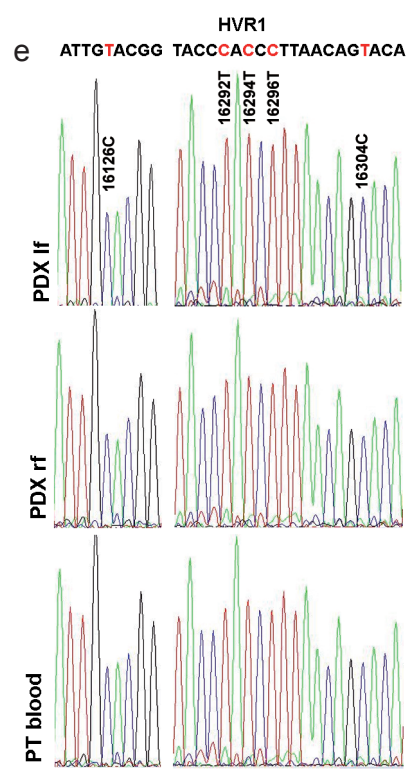 HVR1
e
ATTGTACGG TACCCACCCTTAACAGTACA
16126C
16292T
16294T
16296T
16304C
PDX lf
PDX rf
PT blood